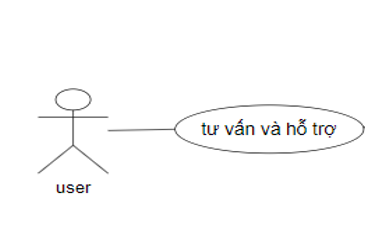 tư vấn và hỗ trợ
user